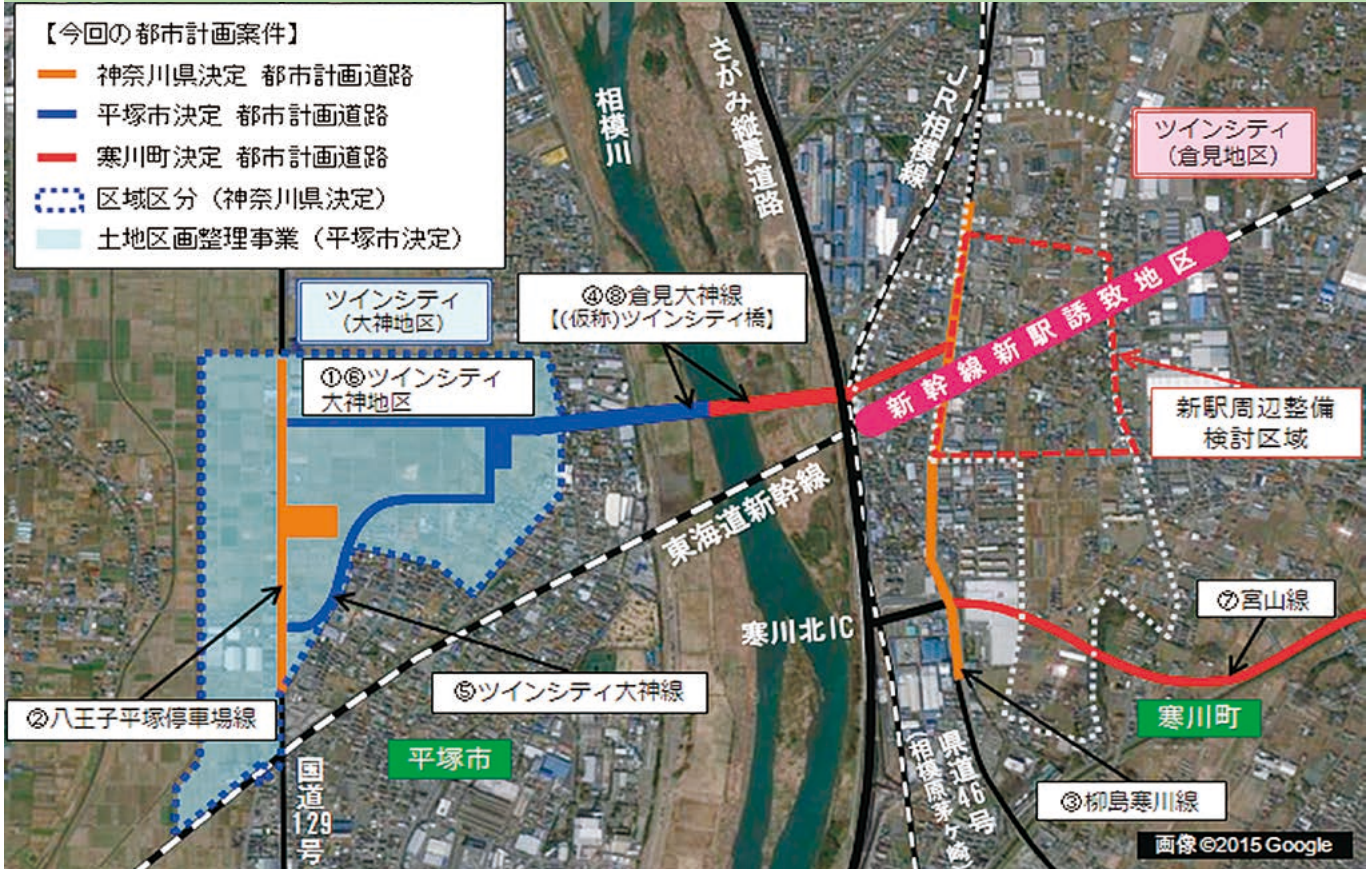 【今回の都市計画案件】
神奈川県決定 都市計画道路
平塚市決定 都市計画道路
寒川町決定 都市計画道路
区域区分（神奈川県決定）
土地区画整理事業（平塚市決定）
相模川
さがみ縦貫道路
JR相模線
ツインシティ
（倉見地区）
ツインシティ
（大神地区）
④⑧倉見大神線
【(仮称)ツインシティ橋】
新幹線新駅誘致地区
①⑥ツインシティ
大神地区
新駅周辺整備
検討区域
東海道新幹線
寒川北IC
⑦宮山線
⑤ツインシティ大神線
②八王子平塚停車場線
寒川町
平塚市
国道129号
県道46号
（相模原茅ケ崎）
③柳島寒川線
画像©2015 Google